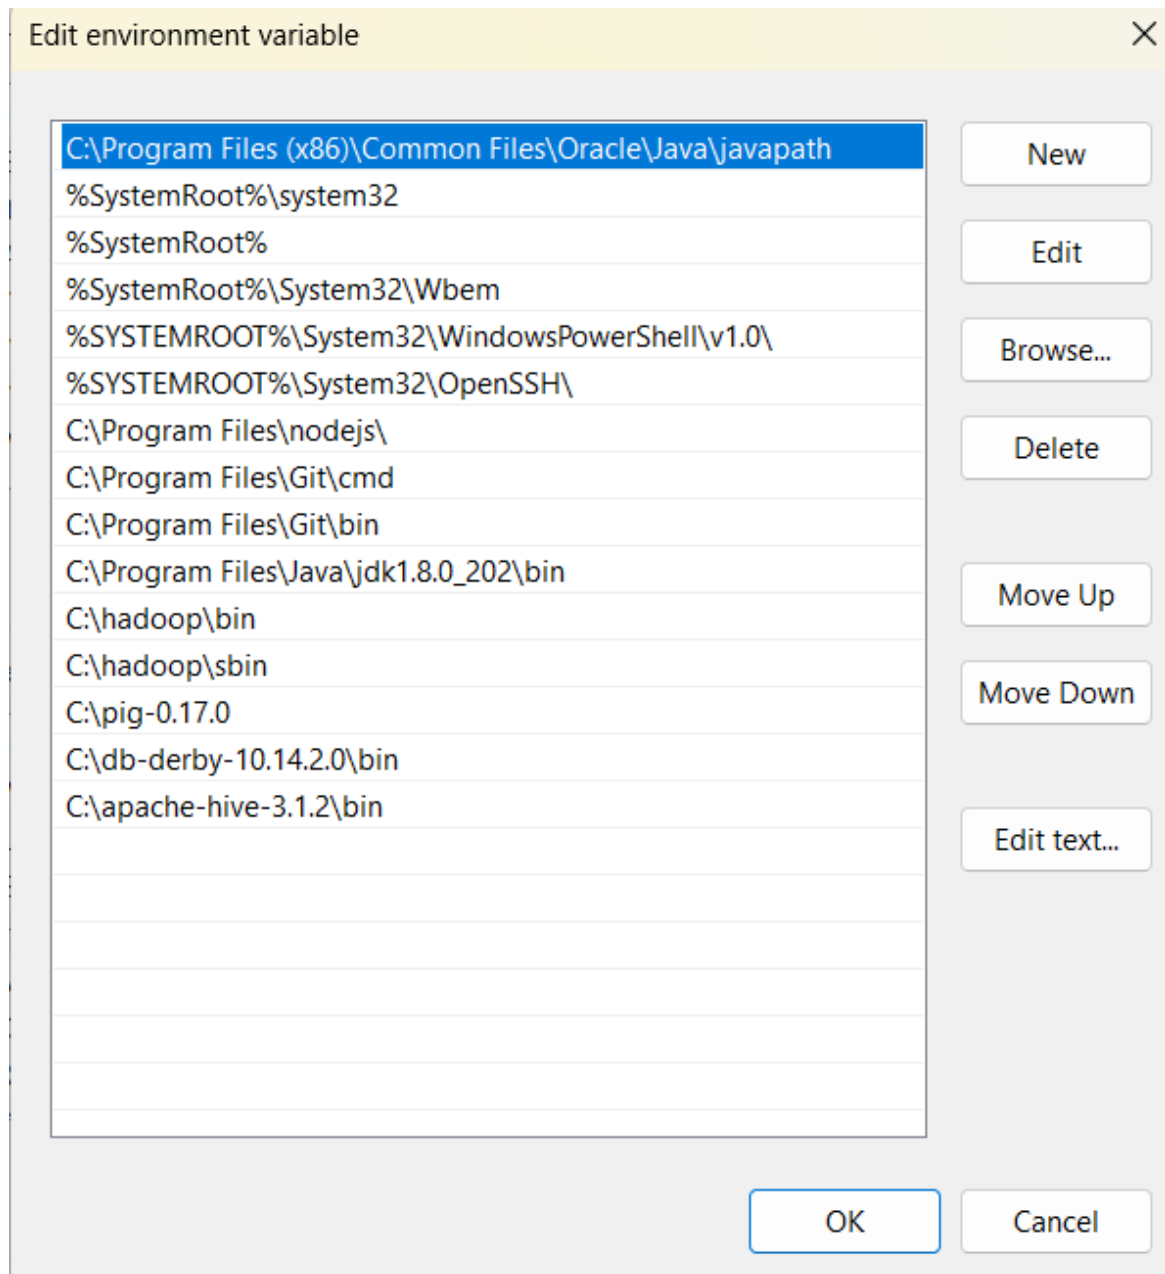 Edit environment variable
C:\Program Files (x86)\Common Files\Oracle\Java\javapath
New
%SystemRoot%\system32
%SystemRoot%
Edit
%SystemRoot%\System32\Wbem
%SYSTEMROOT%\System32\WindowsPowerShell\v1.0\
Browse...
%SYSTEMROOT%\System32\OpenSSH\
C:\Program Files\nodejs\
Delete
C:\Program Files\Git\cmd
C:\Program Files\Git\bin
C:\Program Files\Java\jdk1.8.0_202\bin
Move Up
C:\hadoop\bin
C:\hadoop\sbin
Move Down
C:\pig-0.17.0
C:\db-derby-10.14.2.0\bin
C:\apache-hive-3.1.2\bin
Edit text...
OK
Cancel